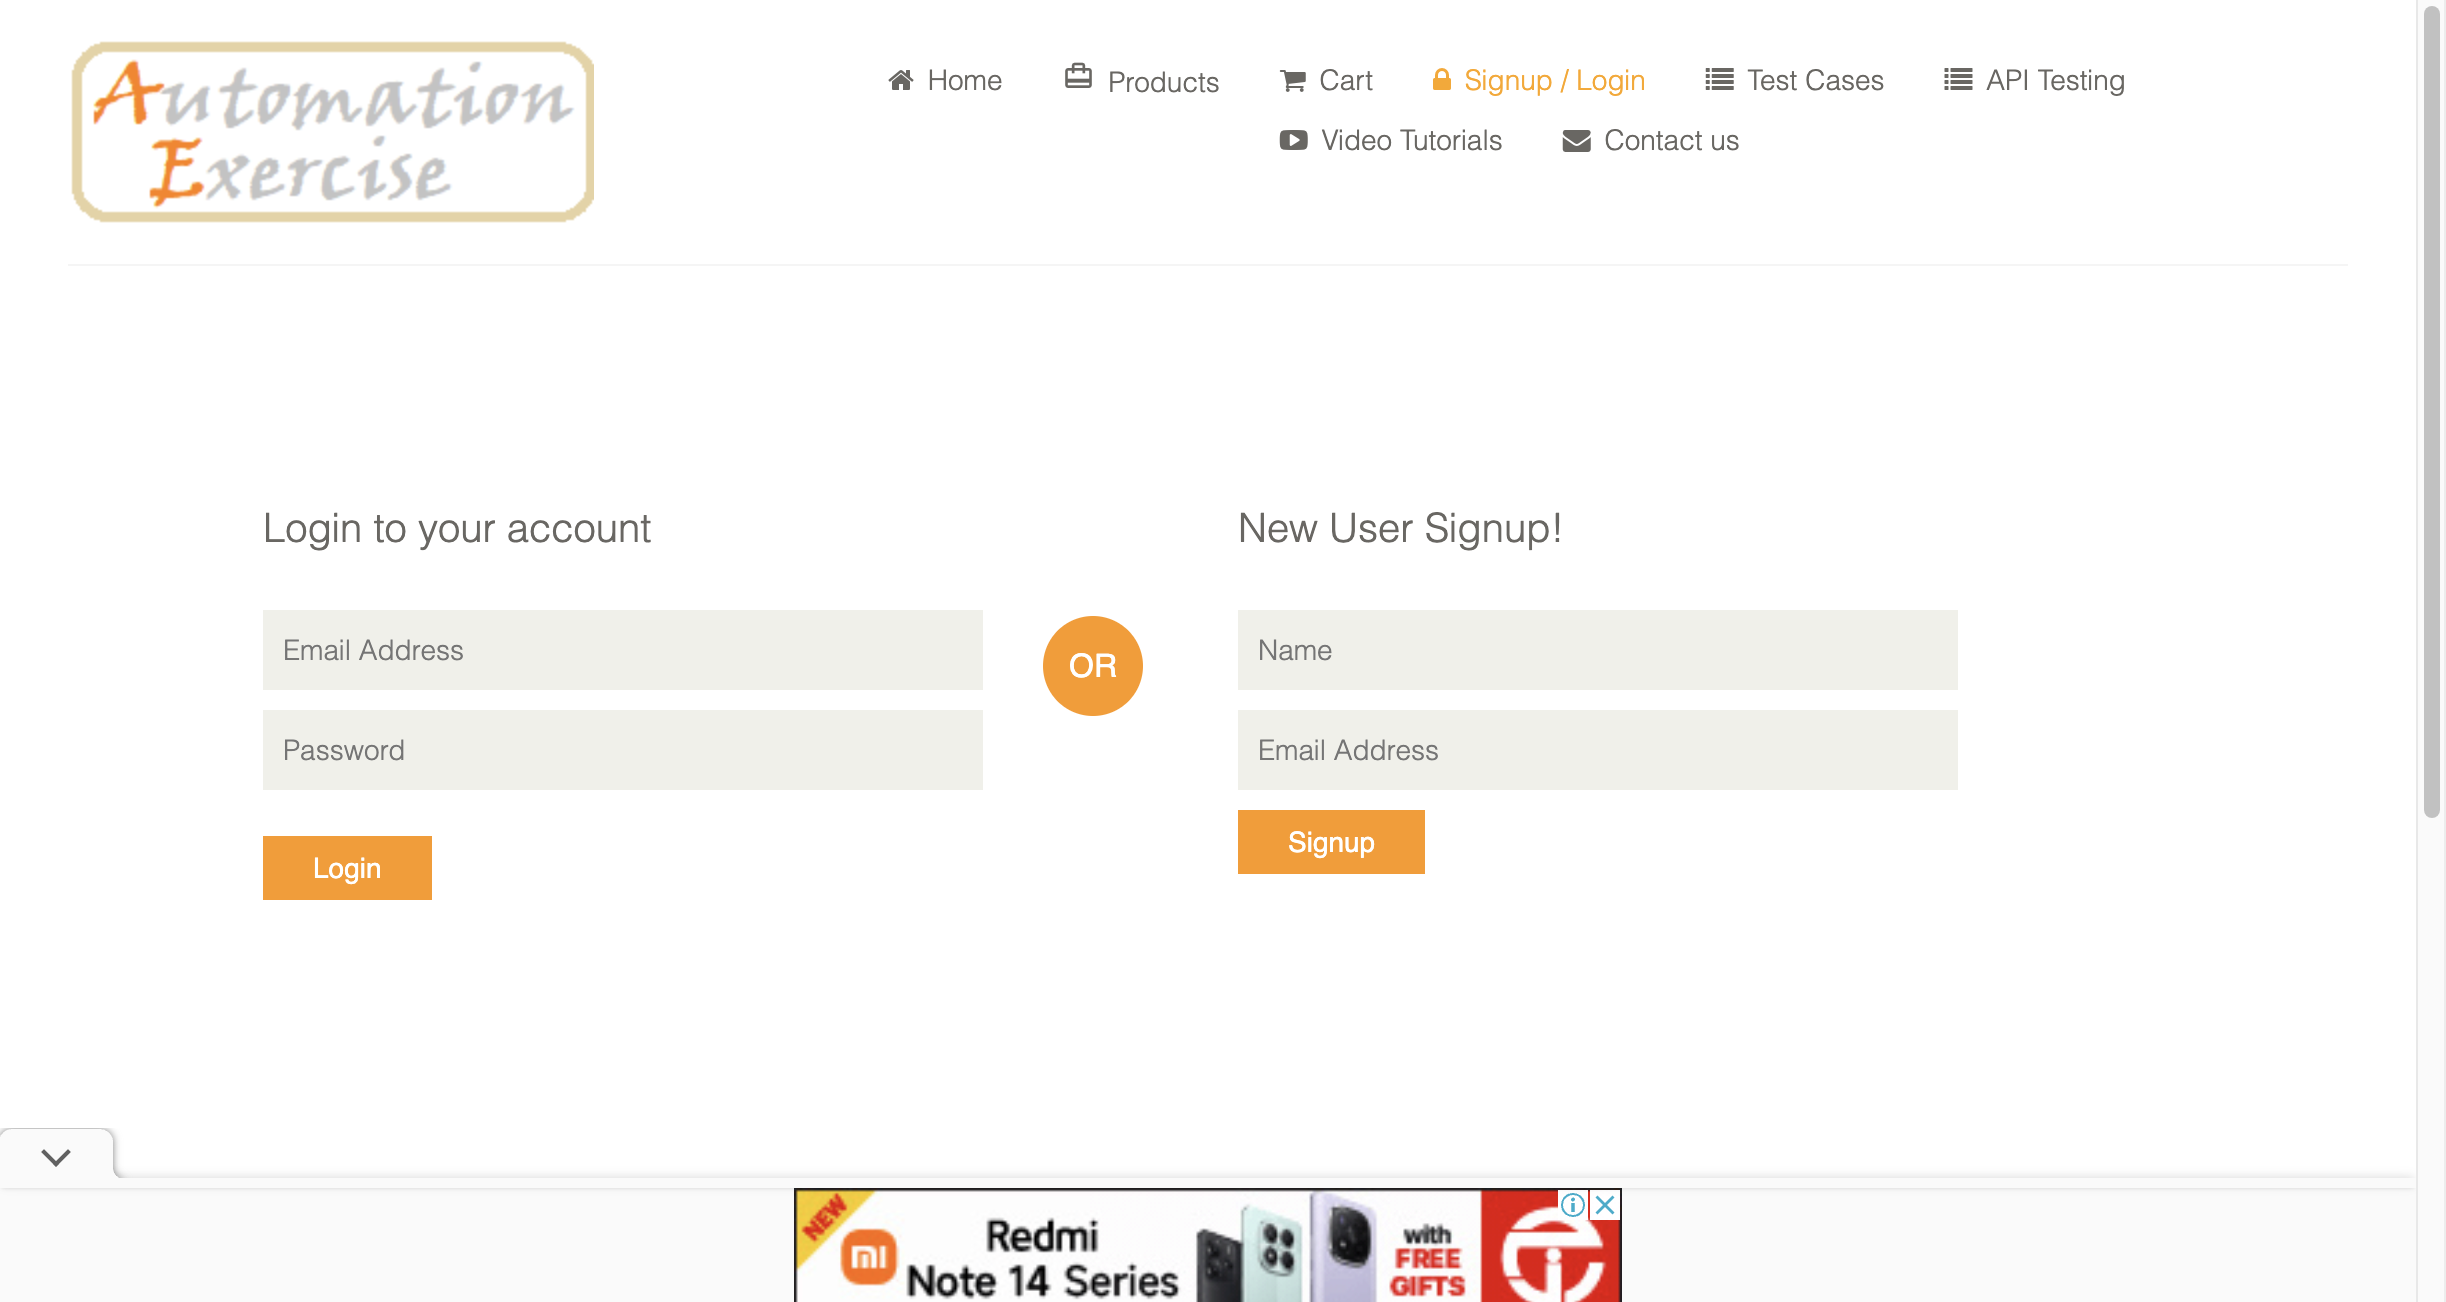 Automation
Exercise
Home
Products
Cart
Signup / Login
Test Cases
API Testing
Video Tutorials
Contact us
Login to your account
Email Address
Password
Login
OR
New User Signup!
Name
Email Address
Signup
NEW
mi
Redmi
Note 14 Series
with
FREE
GIFTS